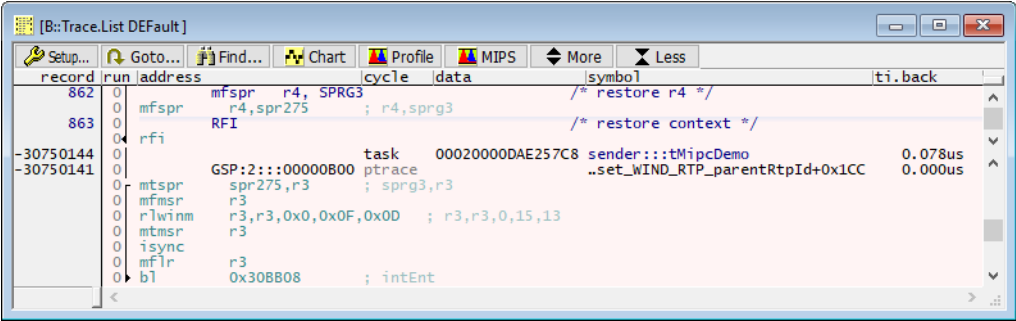 [B::Trace.List DEFault ]
Setup... Goto... Find... Chart Profile MIPS More Less
record run address cycle data symbol ti.back
862 0 mfspr r4, SPRG3 /* restore r4 */
0 mfspr r4,spr275 ; r4,sprg3
863 0 RFI /* restore context */
0 rfi
-30750144 0 task 00020000DAE257C8 sender:::tMipcDemo 0.078us
-30750141 0 GSP:2:::00000B00 ptrace ..set_WIND_RTP_parentRtpId+0x1CC 0.000us
0 mtspr spr275,r3 ; sprg3,r3
0 mfmsr r3
0 rlwinm r3,r3,0x0,0x0F,0x0D ; r3,r3,0,15,13
0 mtmsr r3
0 isync
0 mflr r3
0 bl 0x30BB08 ; intEnt